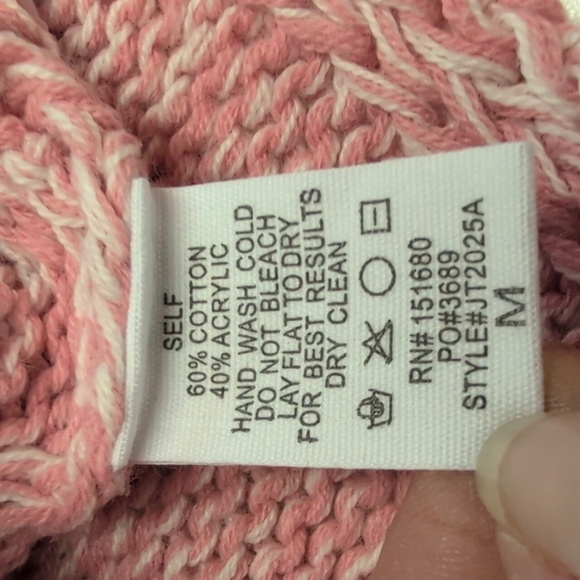 SELF
60% COTTON
40% ACRYLIC
HAND WASH COLD
DO NOT BLEACH
LAY FLAT TO DRY
FOR BEST RESULTS
DRY CLEAN
RN# 151680
PO#3689
STYLE#JT2025A
M